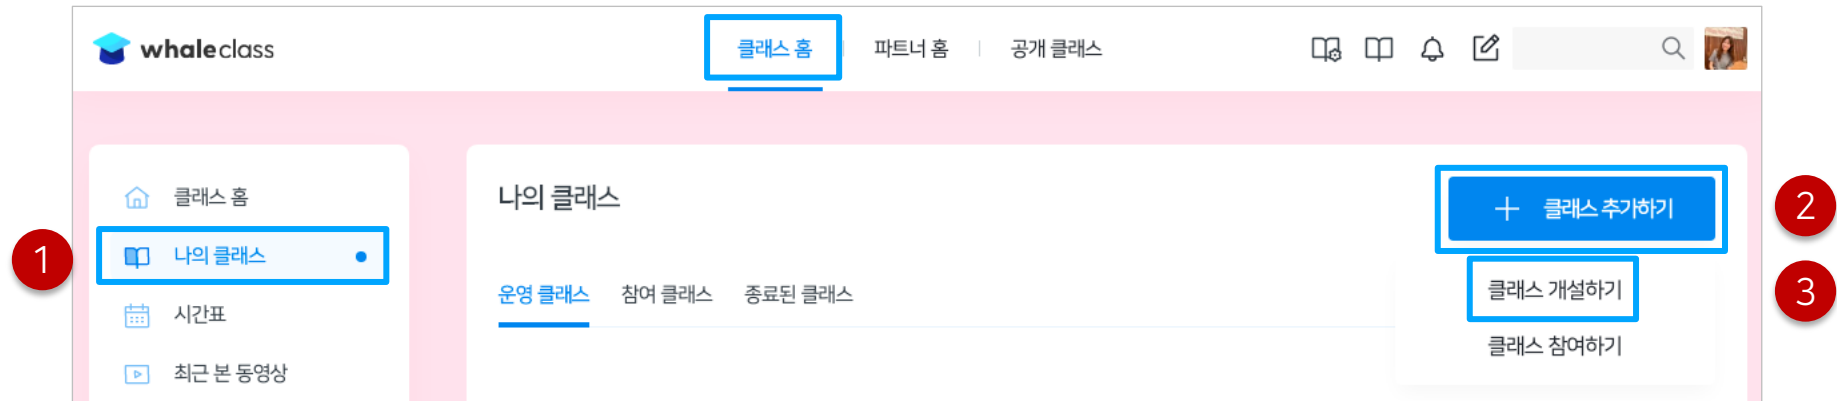 whaleclass
클래스 홈 파트너 홈 공개 클래스
클래스 홈
1 나의 클래스
시간표
최근 본 동영상
나의 클래스
클래스 추가하기 2
운영 클래스 참여 클래스 종료된 클래스
클래스 개설하기 3
클래스 참여하기